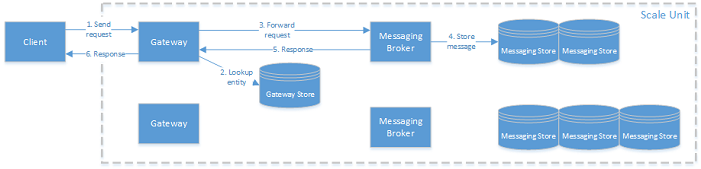 Scale Unit
1. Send
request
3. Forward
request
Client
Gateway
Messaging
Broker
4. Store
message
Messaging Store
Messaging Store
6. Response
5. Response
2. Lookup
entity
Gateway Store
Gateway
Messaging
Broker
Messaging Store
Messaging Store
Messaging Store